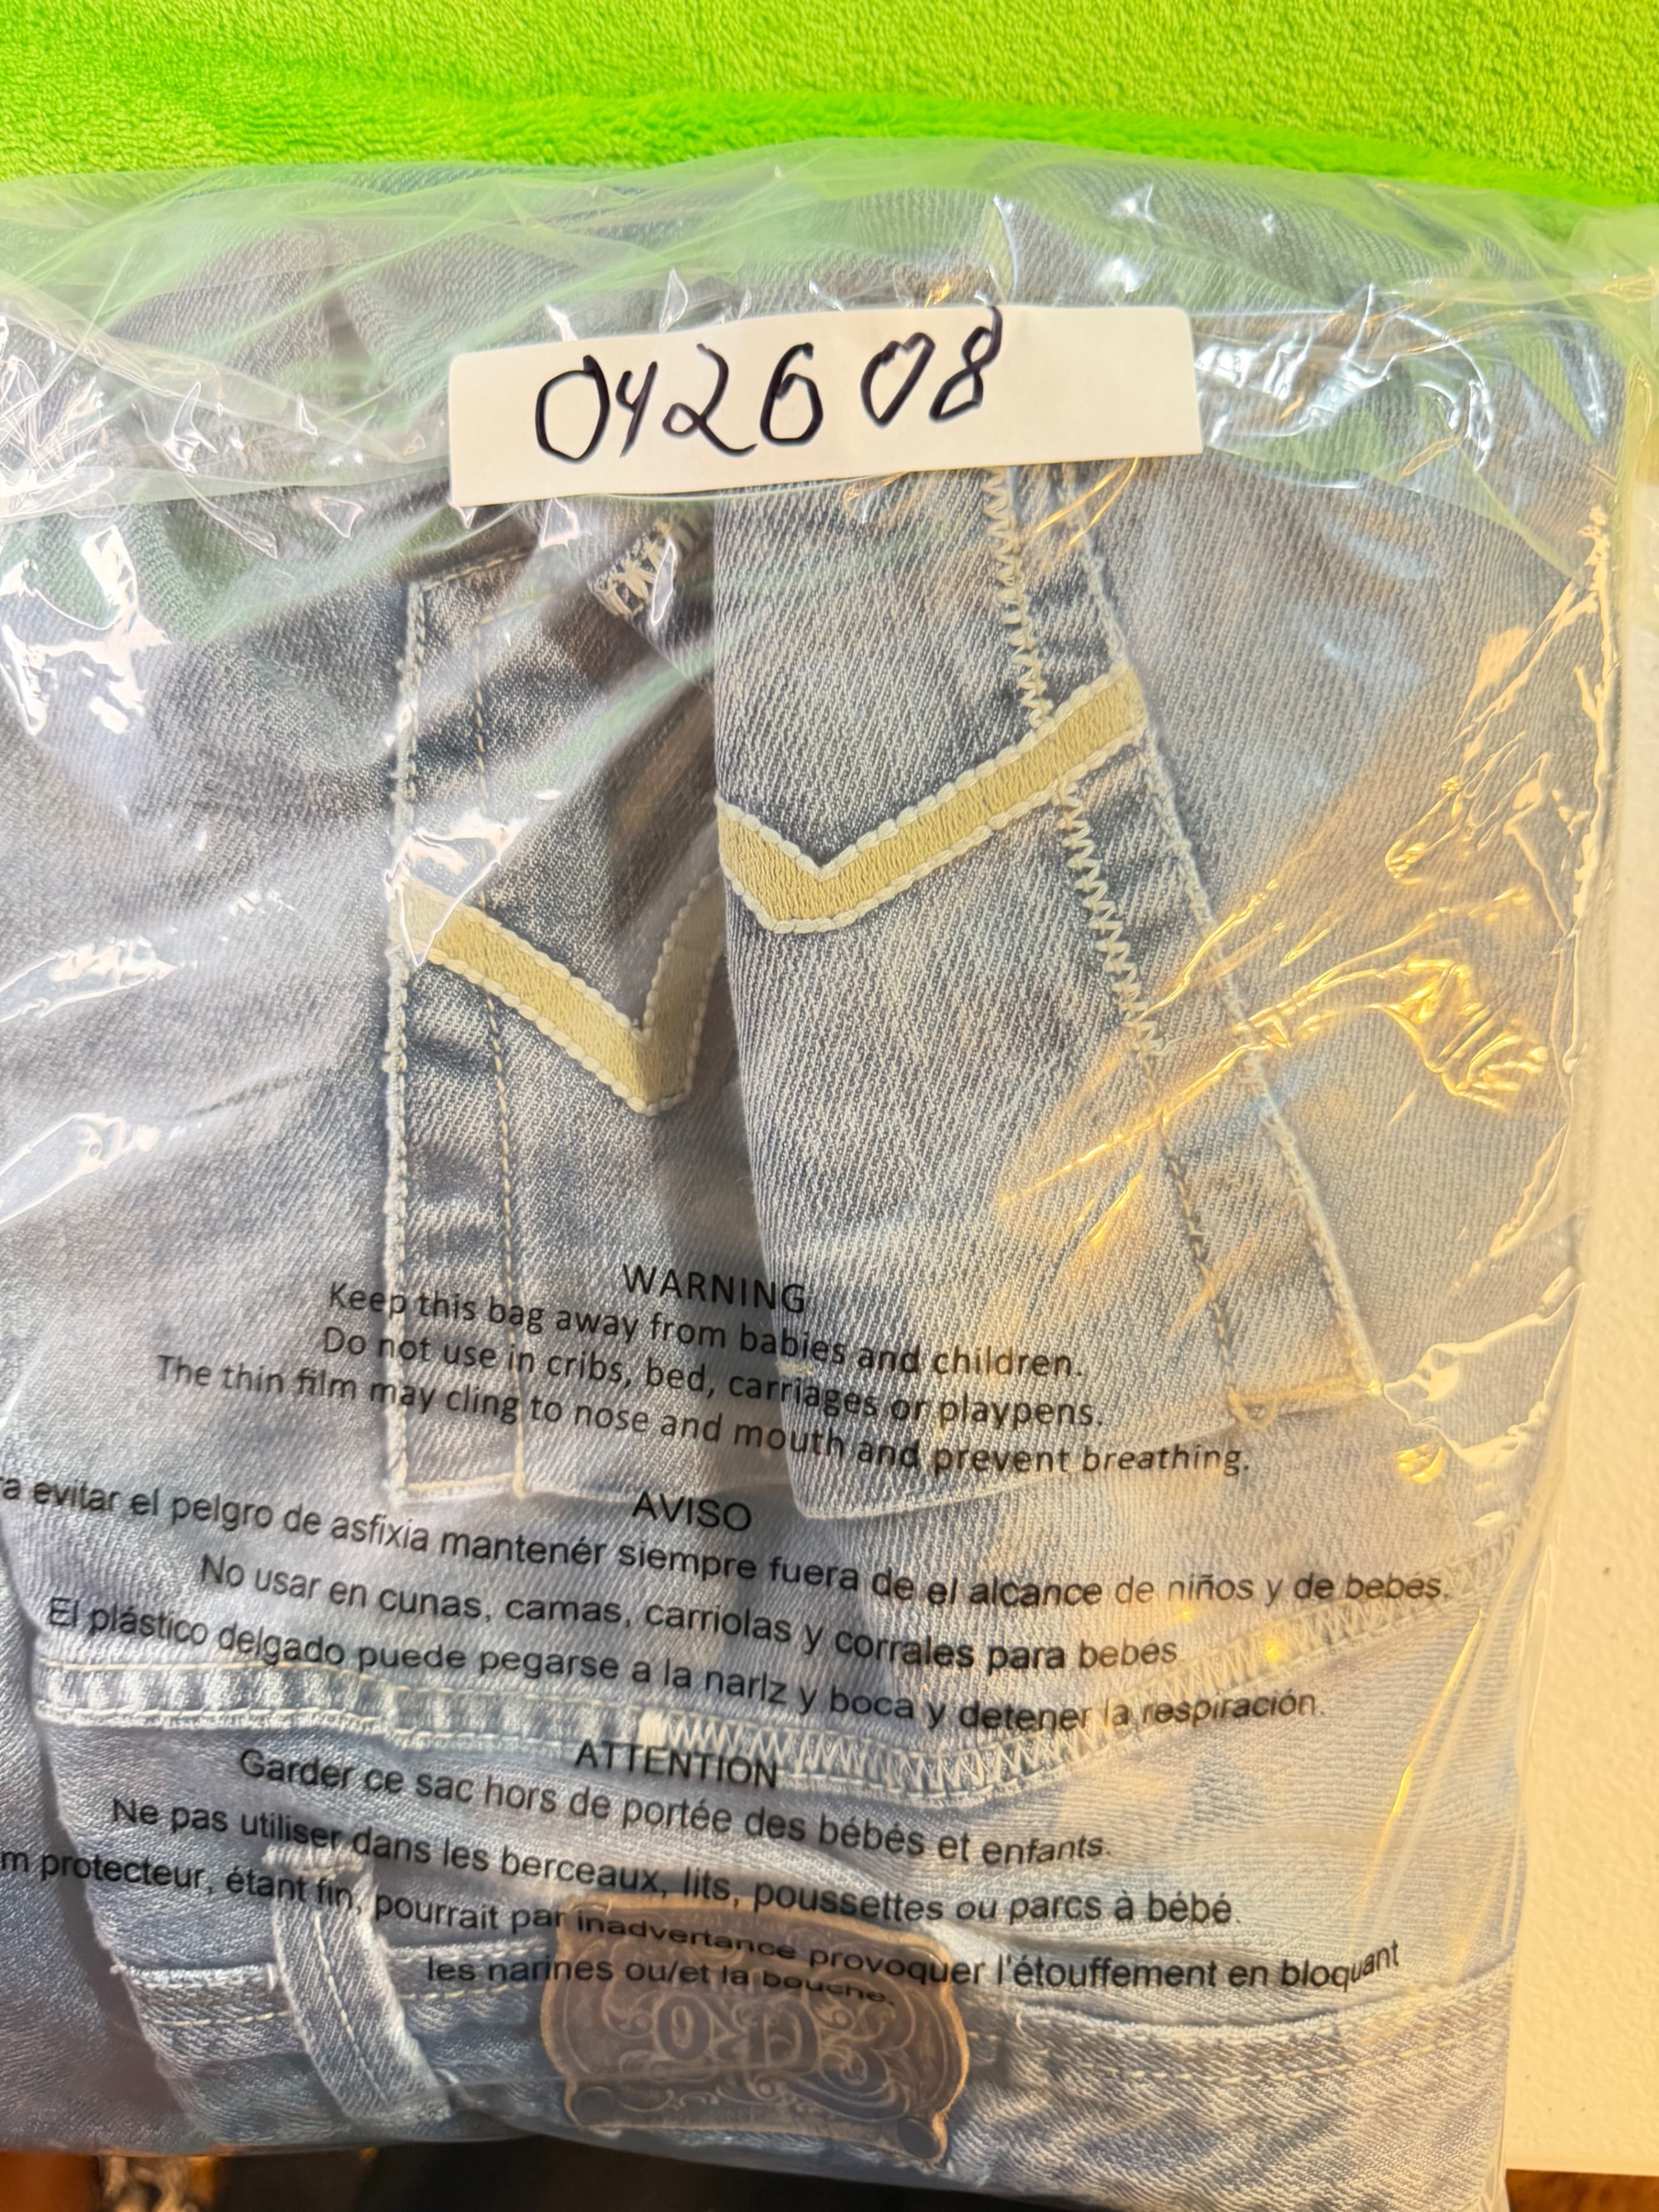 042608
WARNING
Keep this bag away from babies and children.
Do not use in cribs, bed, carriages or playpens.
The thin film may cling to nose and mouth and prevent breathing.
AVISO
ra evitar el pelgro de asfixia mantenér siempre fuera de el alcance de niños y de bebés.
No usar en cunas, camas, carriolas y corrales para bebés
El plástico delgado puede pegarse a la narlz y boca y detener la respiración.
ATTENTION
Garder ce sac hors de portée des bébés et enfants.
Ne pas utiliser dans les berceaux, lits, poussettes ou parcs à bébé.
m protecteur, étant fin, pourrait par inadvertance provoquer l'étouffement en bloquant
les narines ou/et la bouche.